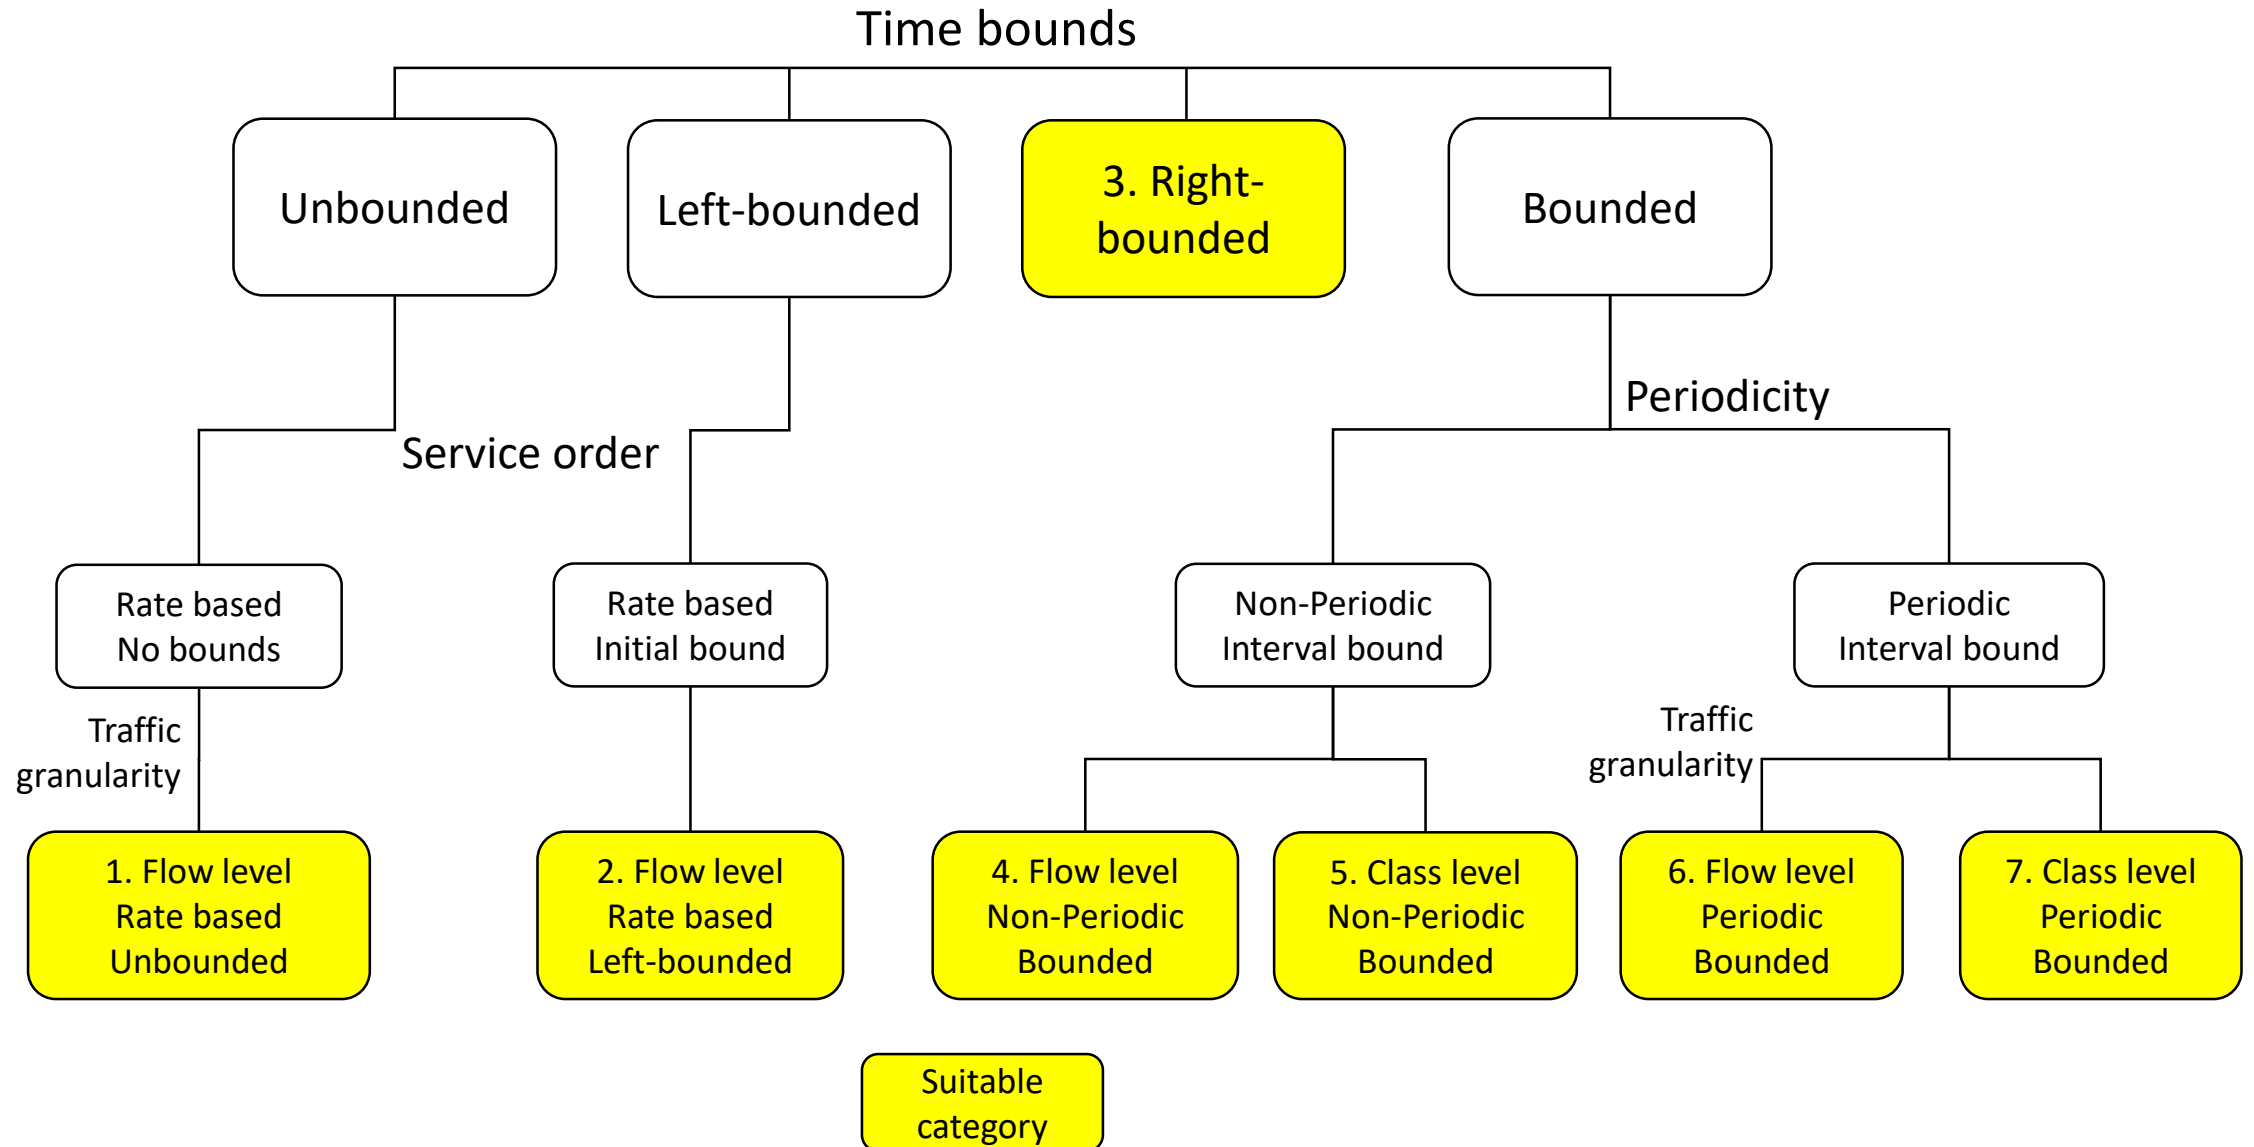 Time bounds
Unbounded
Left-bounded
3. Right-
bounded
Bounded
Periodicity
Service order
Rate based
No bounds
Rate based
Initial bound
Non-Periodic
Interval bound
Periodic
Interval bound
Traffic
granularity
Traffic
granularity
1. Flow level
Rate based
Unbounded
2. Flow level
Rate based
Left-bounded
4. Flow level
Non-Periodic
Bounded
5. Class level
Non-Periodic
Bounded
6. Flow level
Periodic
Bounded
7. Class level
Periodic
Bounded
Suitable
category